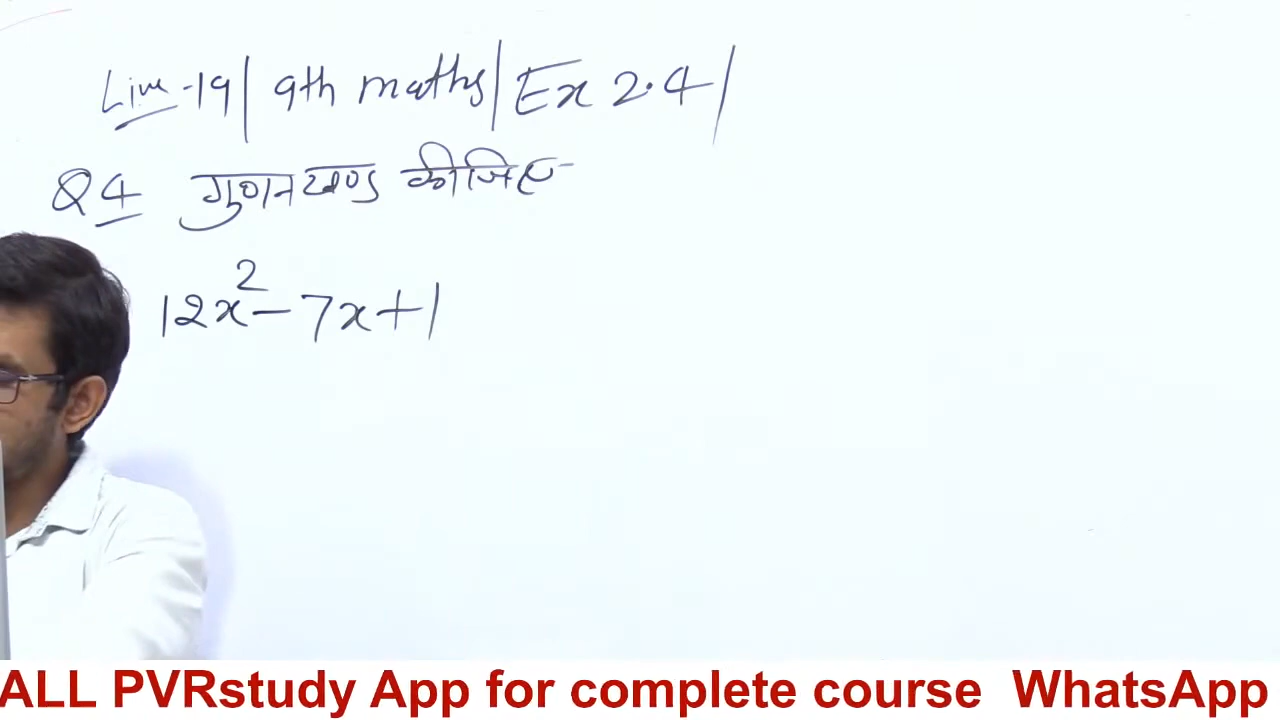 Live-19| 9th maths| Ex 2.4|
Q4 गुणनखण्ड कीजिए-
12x²-7x+1
ALL PVRstudy App for complete course WhatsApp